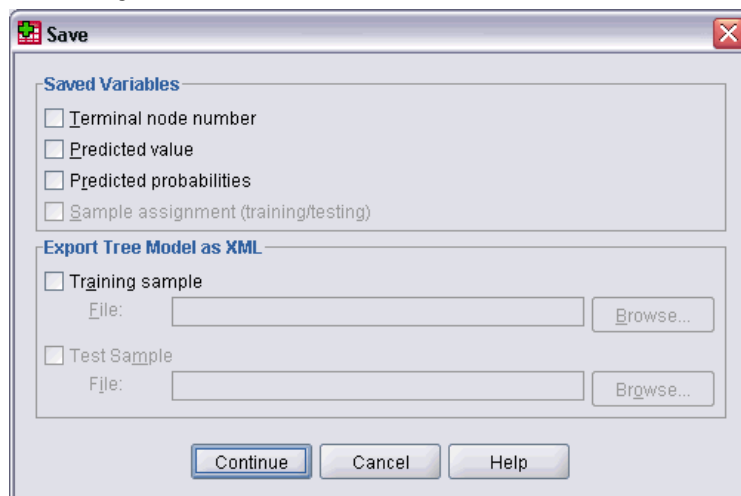 Save
Saved Variables
Terminal node number
Predicted value
Predicted probabilities
Sample assignment (training/testing)
Export Tree Model as XML
Training sample
File:
Browse...
Test Sample
File:
Browse...
Continue Cancel Help